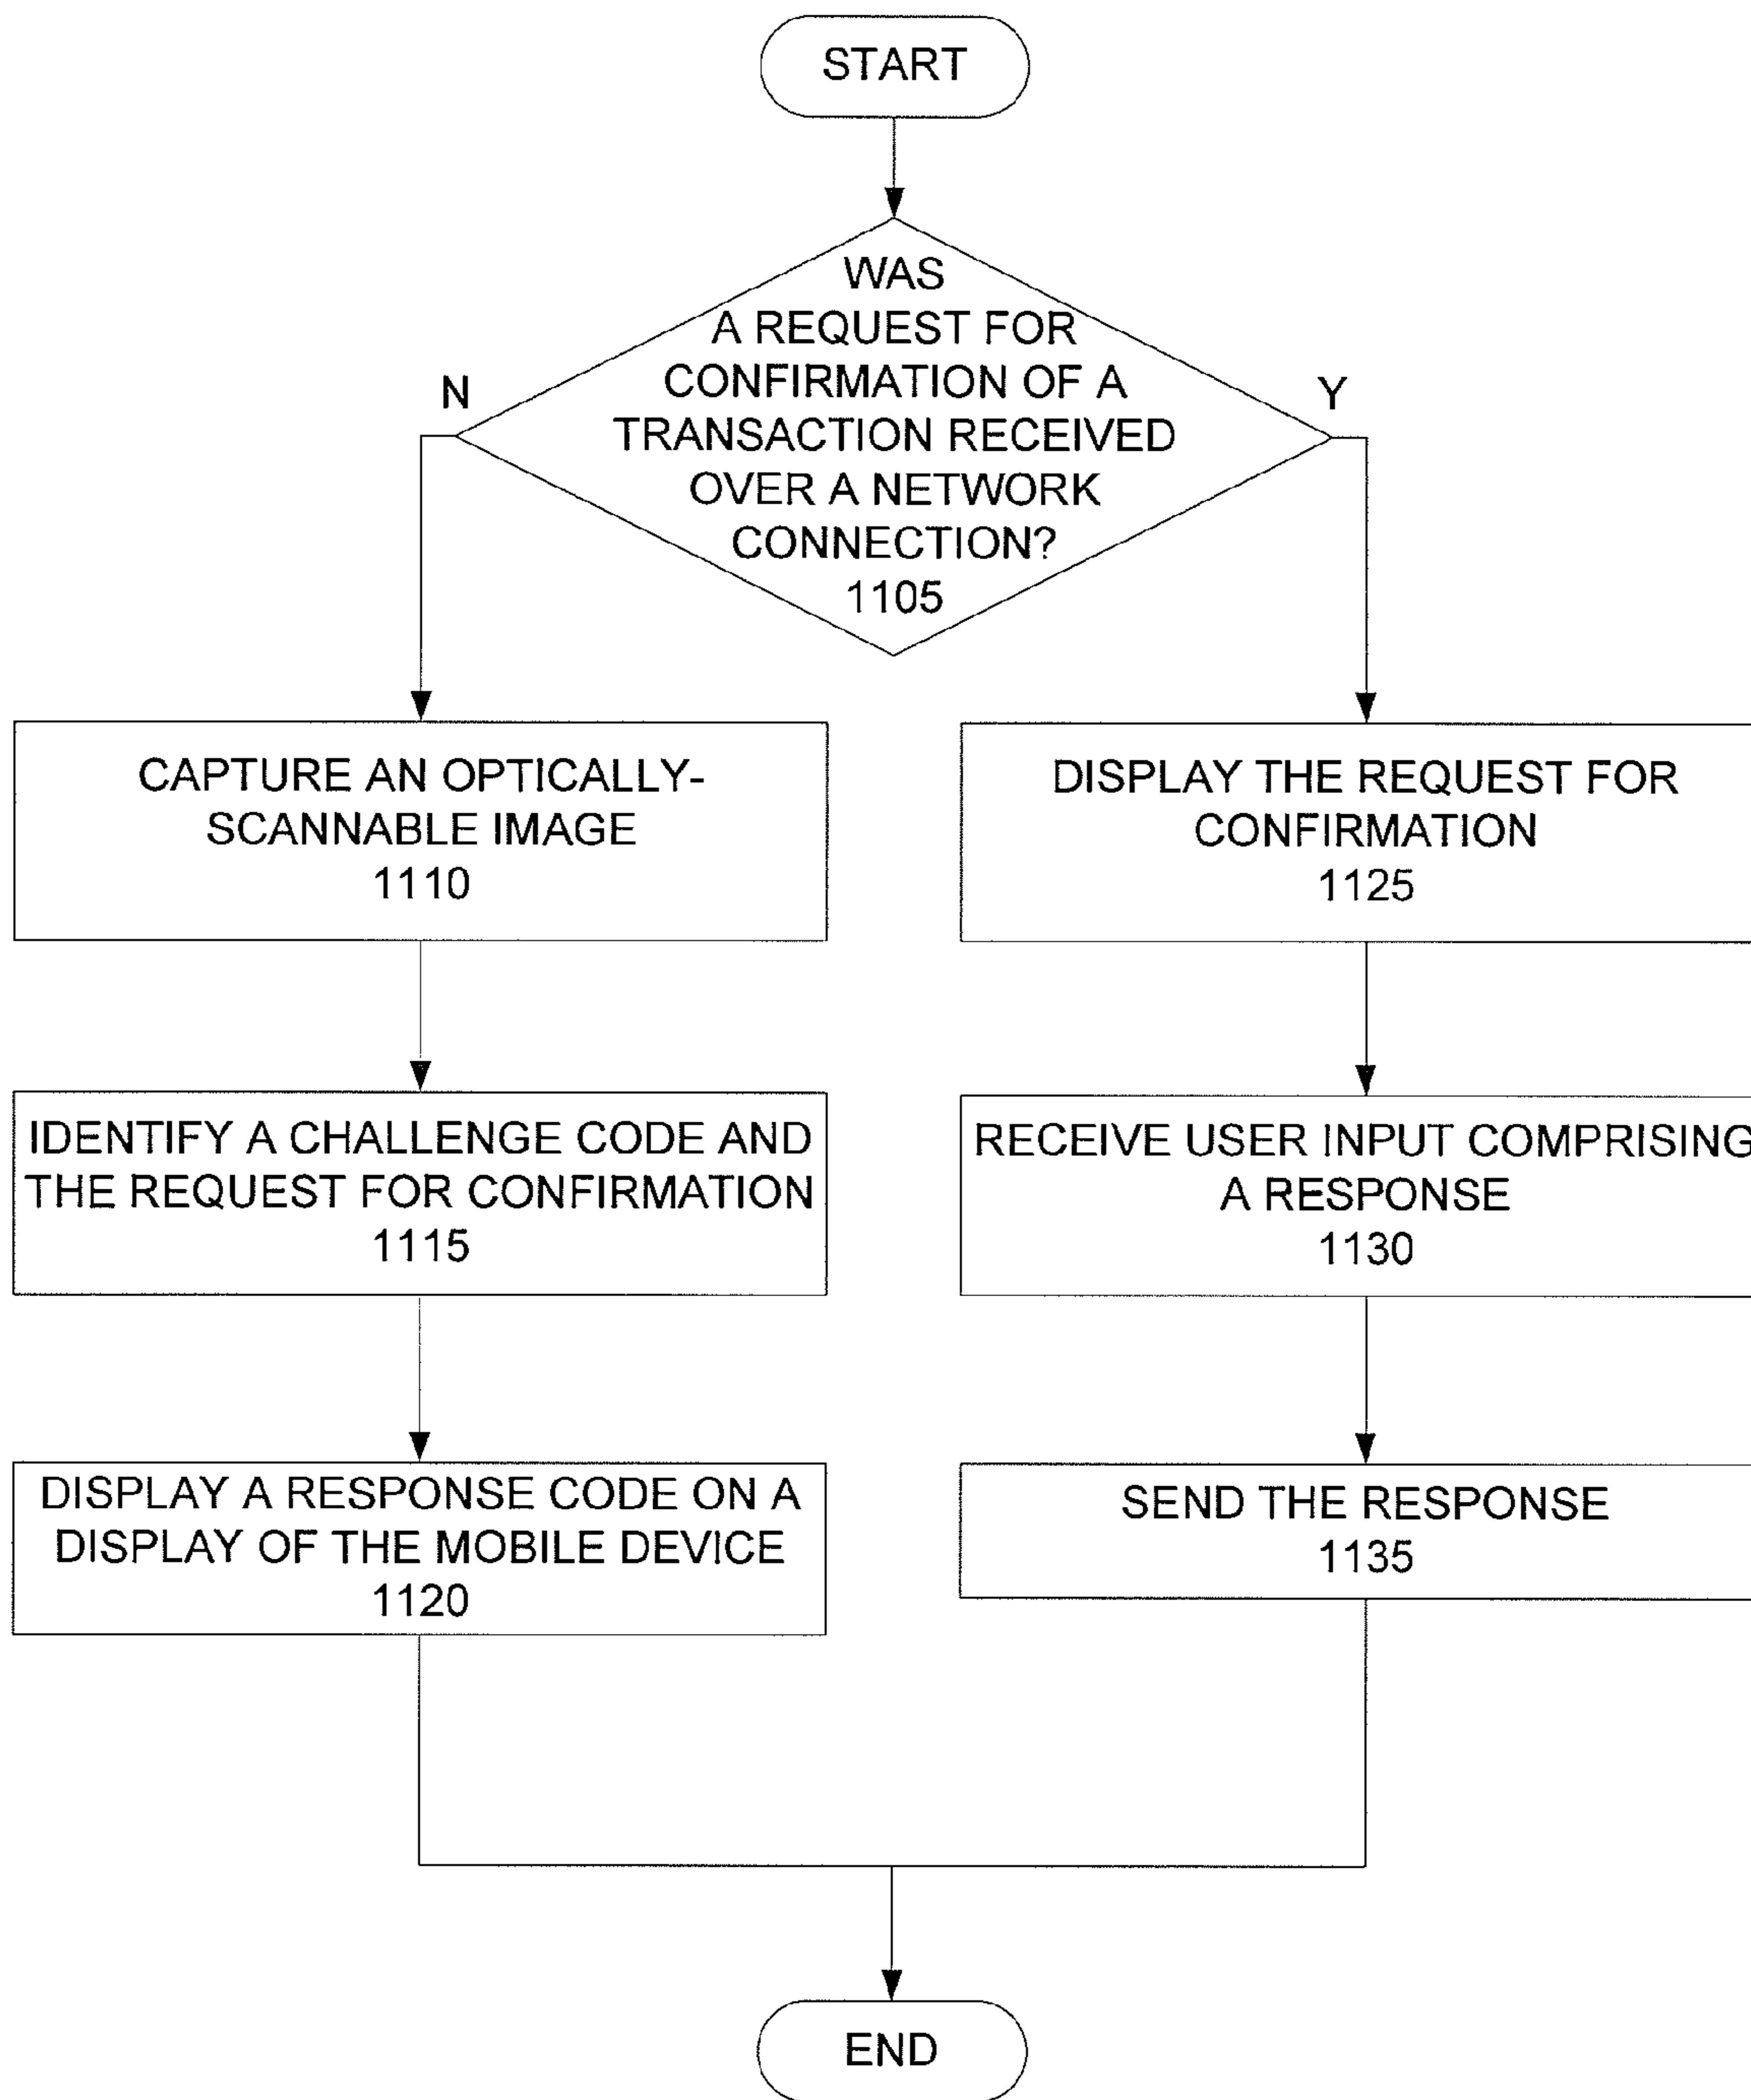 START
WAS
A REQUEST FOR
CONFIRMATION OF A
TRANSACTION RECEIVED
OVER A NETWORK
CONNECTION?
1105
N
Y
CAPTURE AN OPTICALLY-
SCANNABLE IMAGE
1110
DISPLAY THE REQUEST FOR
CONFIRMATION
1125
IDENTIFY A CHALLENGE CODE AND
THE REQUEST FOR CONFIRMATION
1115
RECEIVE USER INPUT COMPRISING
A RESPONSE
1130
DISPLAY A RESPONSE CODE ON A
DISPLAY OF THE MOBILE DEVICE
1120
SEND THE RESPONSE
1135
END